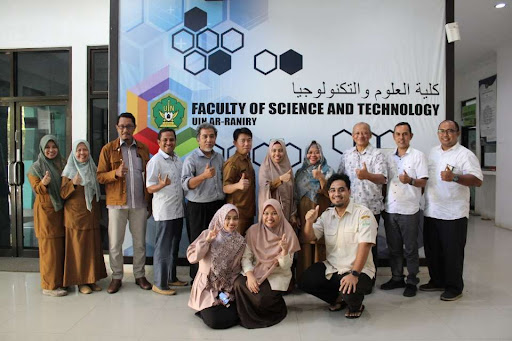 كلية العلوم والتكنولوجيا
FACULTY OF SCIENCE AND TECHNOLOGY
UIN AR-RANIRY